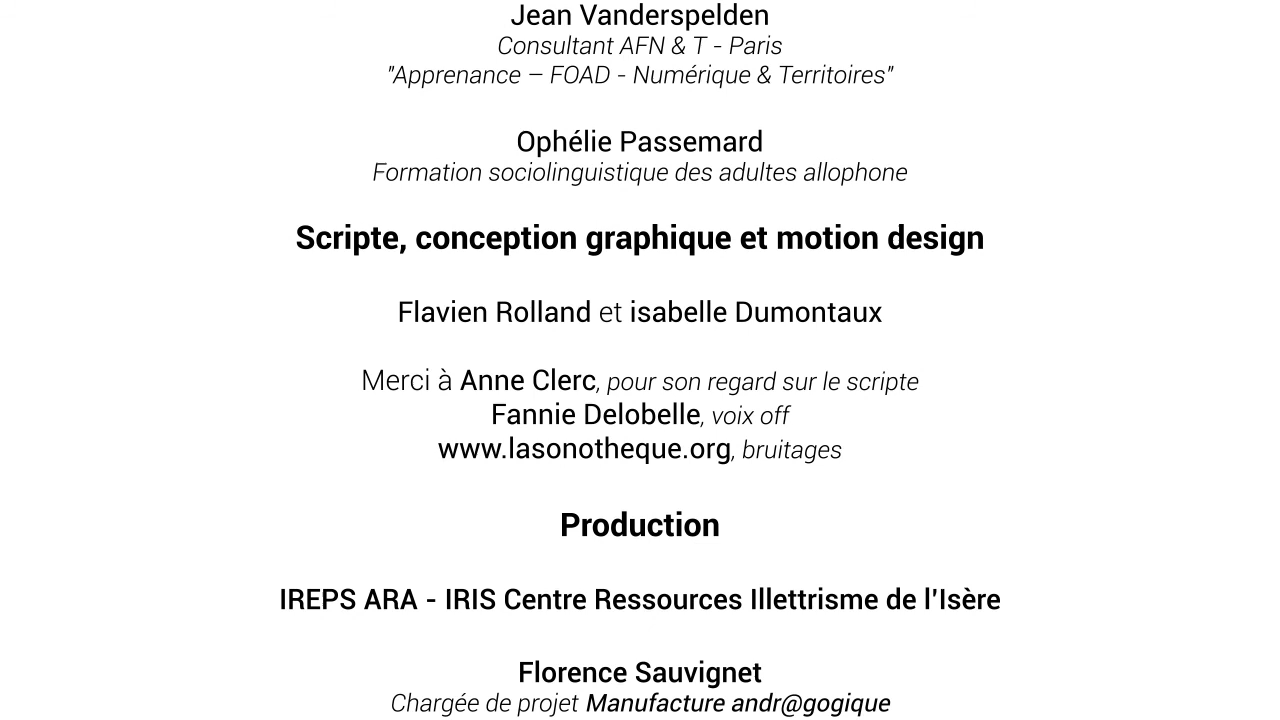 Jean Vanderspelden
Consultant AFN & T - Paris
"Apprenance – FOAD - Numérique & Territoires"
Ophélie Passemard
Formation sociolinguistique des adultes allophone
Scripte, conception graphique et motion design
Flavien Rolland et isabelle Dumontaux
Merci à Anne Clerc, pour son regard sur le scripte
Fannie Delobelle, voix off
www.lasonotheque.org, bruitages
Production
IREPS ARA - IRIS Centre Ressources Illettrisme de l'Isère
Florence Sauvignet
Chargée de projet Manufacture andr@gogique